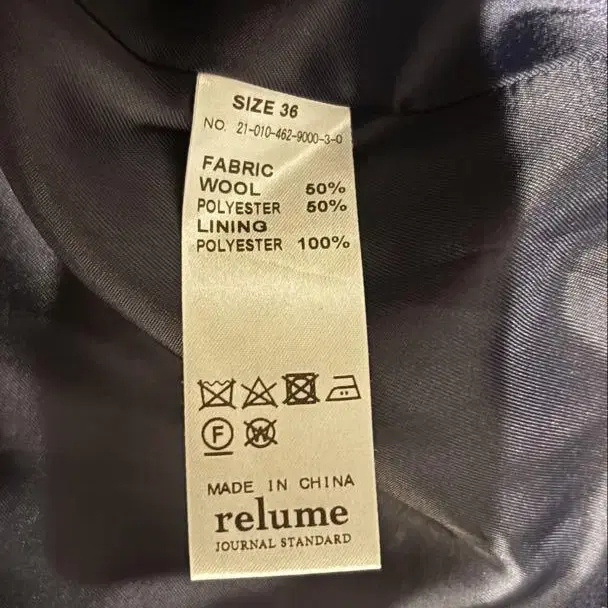 SIZE 36
NO. 21-010-462-9000-3-0
FABRIC
WOOL 50%
POLYESTER 50%
LINING
POLYESTER 100%
F W
MADE IN CHINA
relume
JOURNAL STANDARD